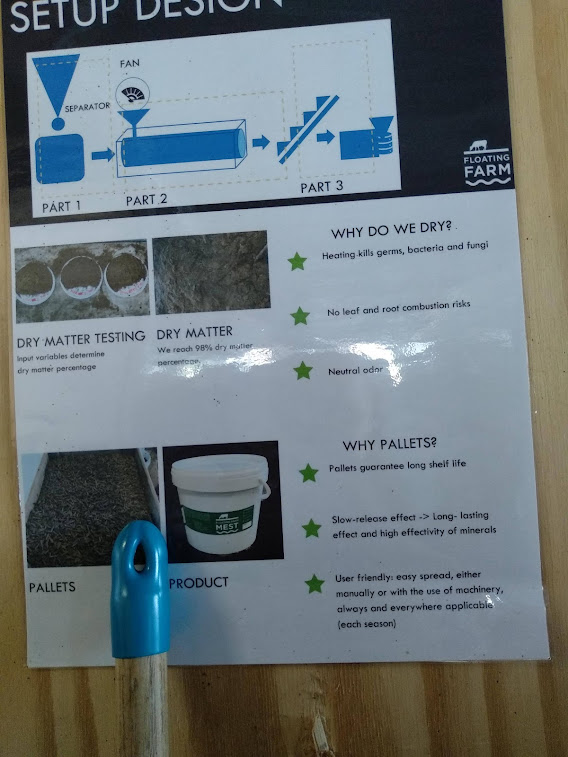 SETUP DESIGN
FAN
SEPARATOR
PART 1
PART 2
PART 3
FLOATING
FARM
DRY MATTER TESTING
Input variables determine
dry matter percentage
DRY MATTER
We reach 98% dry matter
percentage
WHY DO WE DRY?
Heating kills germs, bacteria and fungi
No leaf and root combustion risks
Neutral odor
PALLETS
MEST
PRODUCT
WHY PALLETS?
Pallets guarantee long shelf life
Slow-release effect -> Long- lasting
effect and high effectivity of minerals
User friendly: easy spread, either
manually or with the use of machinery,
always and everywhere applicable
(each season)